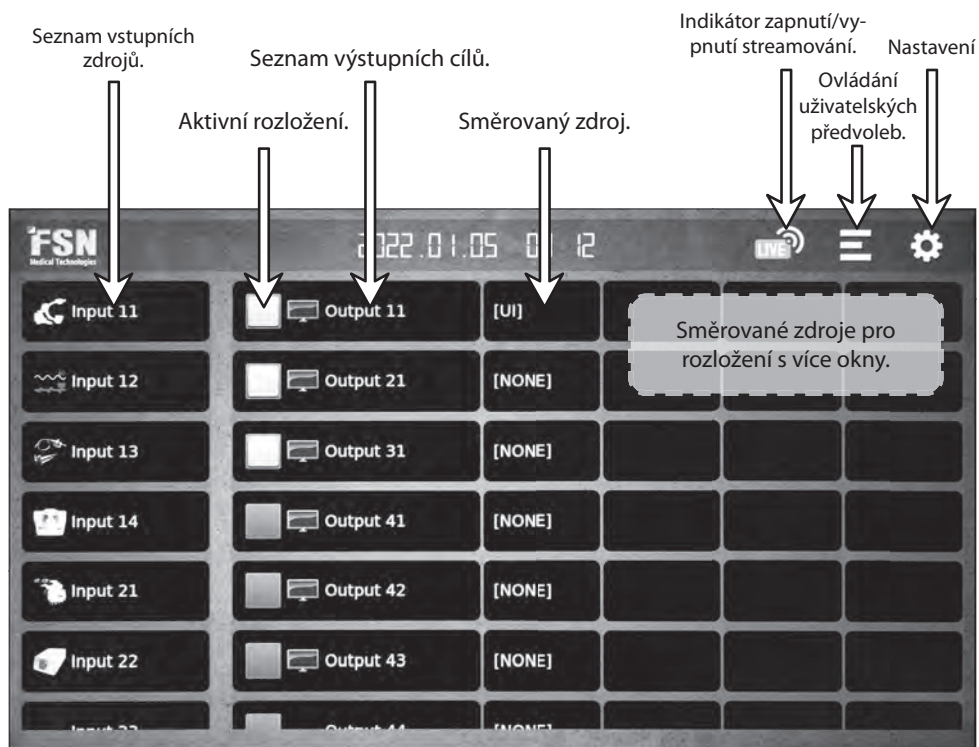 Seznam vstupních
zdrojů.
Seznam výstupních cílů.
Indikátor zapnutí/vy-
pnutí streamování.
Nastavení
Aktivní rozložení.
Směrovaný zdroj.
Ovládání
uživatelských
předvoleb.
FSN
Medical Technologies
2022.01.05
12
LIVE
Input 11
Output 11
[UI]
Směrované zdroje pro
rozložení s více okny.
Input 12
Output 21
[NONE]
Input 13
Output 31
[NONE]
Input 14
Output 41
[NONE]
Input 21
Output 42
[NONE]
Input 22
Output 43
[NONE]